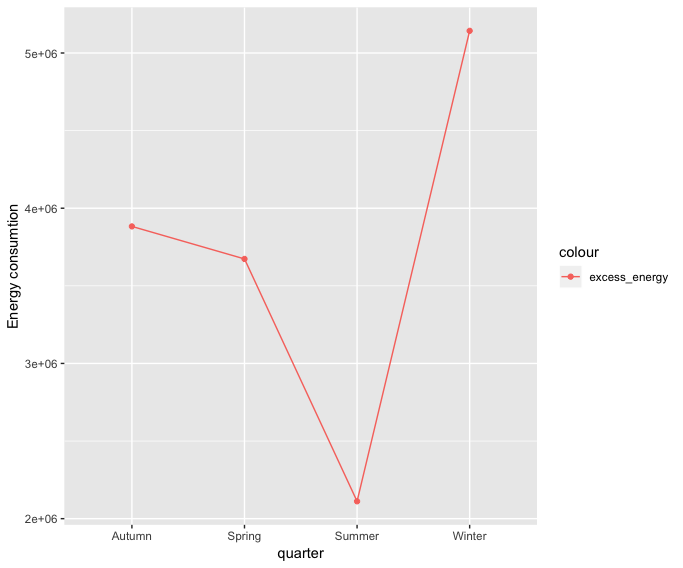 5e+06
4e+06
3e+06
2e+06
Energy consumtion
Autumn Spring Summer Winter
quarter
colour
excess_energy